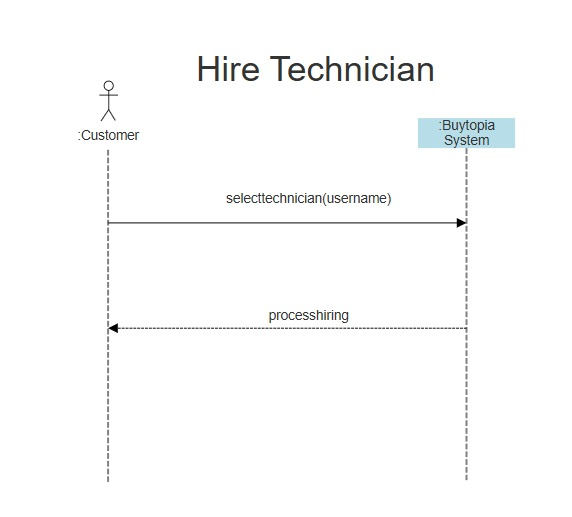 Hire Technician
:Customer
:Buytopia
System
selecttechnician(username)
processhiring